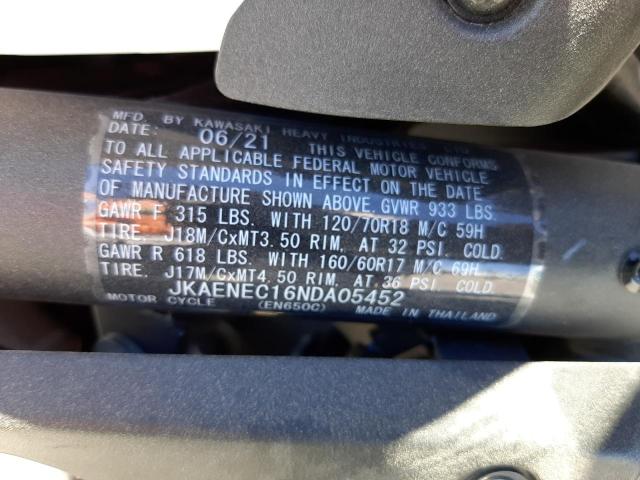 MFD. BY KAWASAKI HEAVY INDUSTRIES LTD
DATE: 06/21 THIS VEHICLE CONFORMS
TO ALL APPLICABLE FEDERAL MOTOR VEHICLE
SAFETY STANDARDS IN EFFECT ON THE DATE
OF MANUFACTURE SHOWN ABOVE. GVWR 933 LBS.
GAWR F 315 LBS. WITH 120/70R18 M/C 59H
TIRE. J18M/CxMT3.50 RIM, AT 32 PSI. COLD.
GAWR R 618 LBS. WITH 160/60R17 M/C 69H
TIRE. J17M/CxMT4.50 RIM, AT 36 PSI. COLD.
JKAENEC16NDA05452
MOTOR CYCLE (EN650C) MADE IN THAILAND